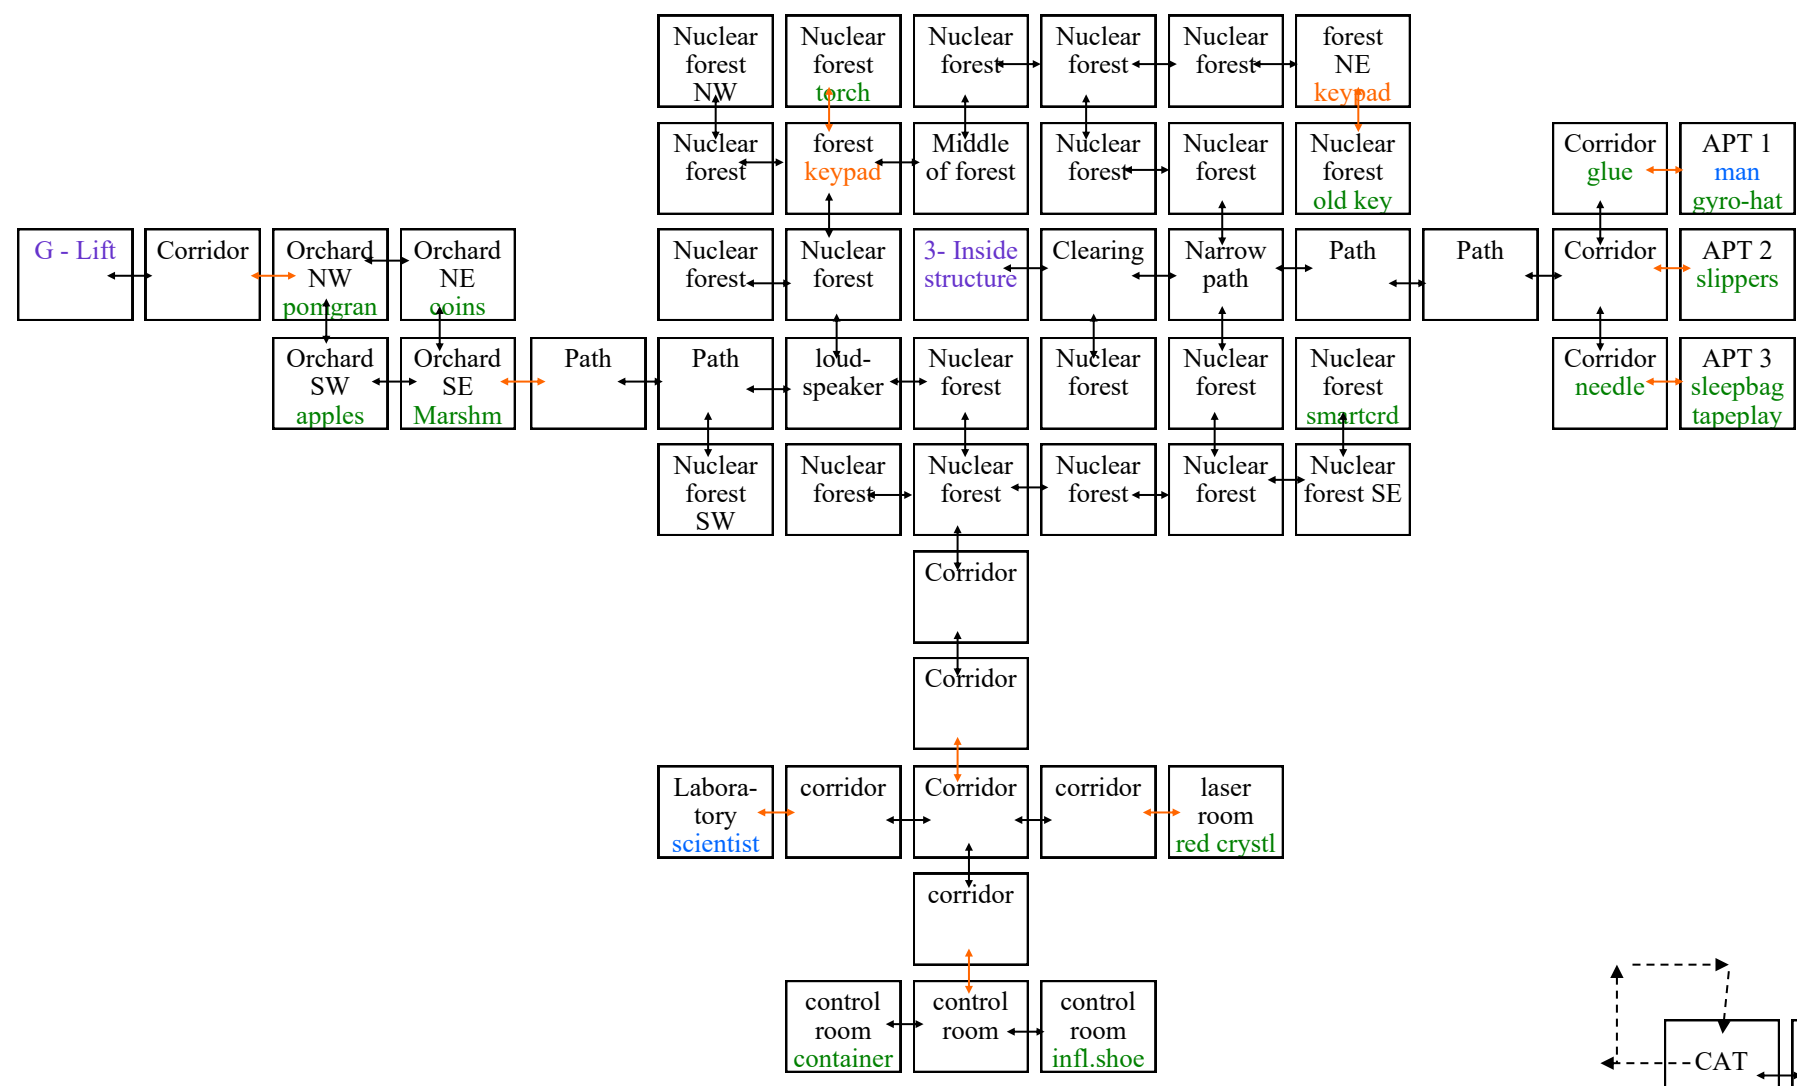 Nuclear
forest
NW
Nuclear
forest
torch
Nuclear
forest
Nuclear
forest
Nuclear
forest
forest
NE
keypad
Nuclear
forest
forest
keypad
Middle
of forest
Nuclear
forest
Nuclear
forest
Nuclear
forest
old key
Corridor
glue
APT 1
man
gyro-hat
G - Lift
Corridor
Orchard
NW
pomgran
Orchard
NE
coins
Nuclear
forest
Nuclear
forest
3- Inside
structure
Clearing
Narrow
path
Path
Path
Corridor
APT 2
slippers
Orchard
SW
apples
Orchard
SE
Marshm
Path
Path
loud-
speaker
Nuclear
forest
Nuclear
forest
Nuclear
forest
Nuclear
forest
smartcrd
Corridor
needle
APT 3
sleepbag
tapeplay
Nuclear
forest
SW
Nuclear
forest
Nuclear
forest
Nuclear
forest
Nuclear
forest
Nuclear
forest SE
Corridor
Corridor
Labora-
tory
scientist
corridor
Corridor
corridor
laser
room
red crystl
corridor
control
room
container
control
room
control
room
infl.shoe
CAT